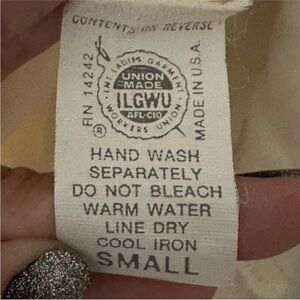 CONTENTS ON REVERSE
RN 14242
INT. LADIES GARMENT
UNION
MADE
ILGWU
AFL-CIO
WORKERS UNION
®
MADE IN U.S.A.
HAND WASH
SEPARATELY
DO NOT BLEACH
WARM WATER
LINE DRY
COOL IRON
SMALL